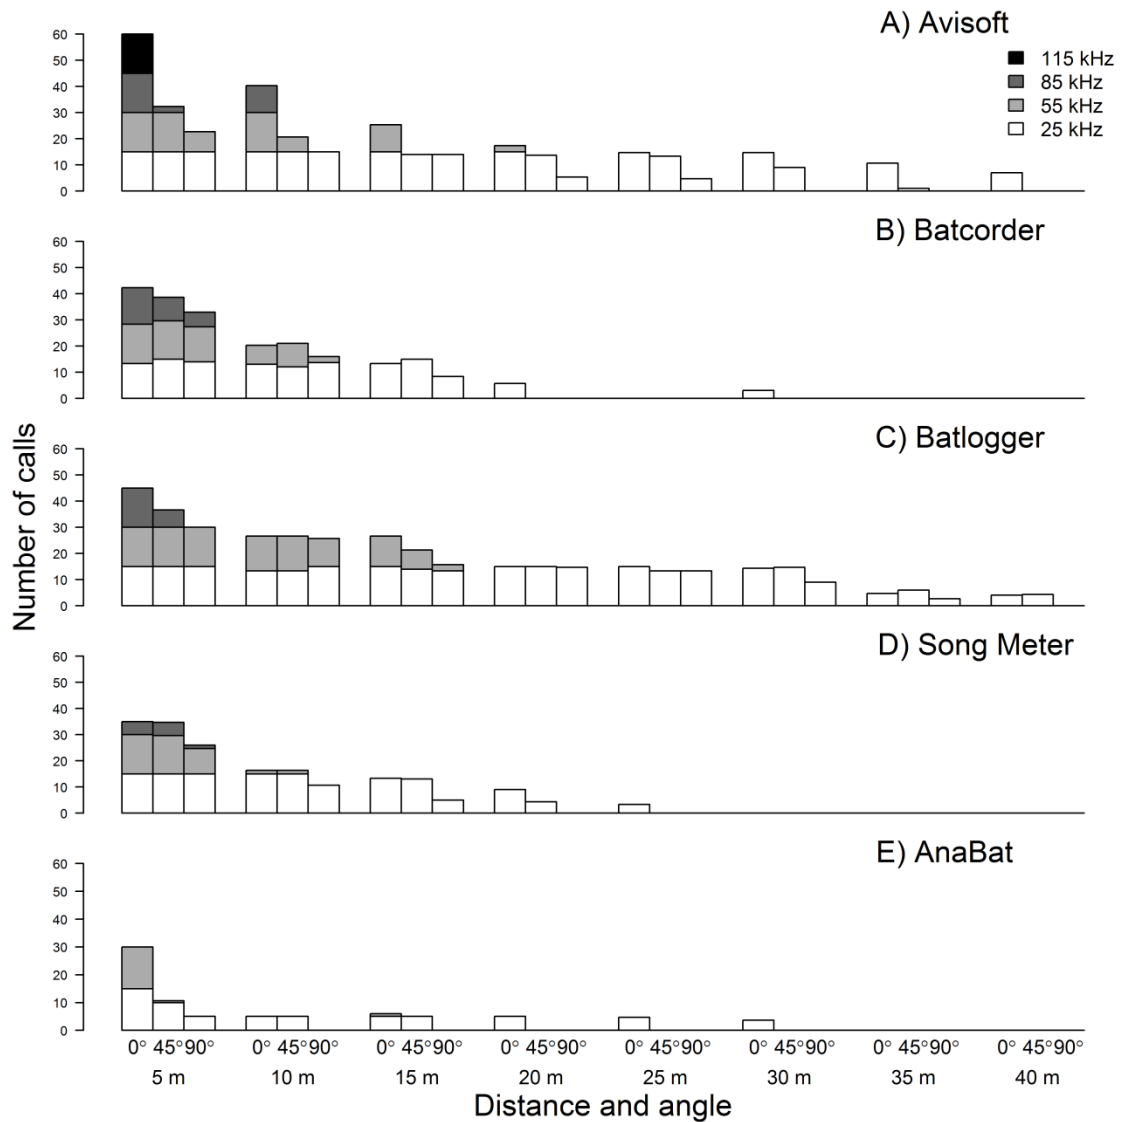 A) Avisoft
115 kHz
85 kHz
55 kHz
25 kHz
60
50
40
30
20
10
0
B) Batcorder
60
50
40
30
20
10
0
C) Batlogger
60
50
40
30
20
10
0
D) Song Meter
60
50
40
30
20
10
0
E) AnaBat
60
50
40
30
20
10
0
Number of calls
0° 45°90° 0° 45°90° 0° 45°90° 0° 45°90° 0° 45°90° 0° 45°90° 0° 45°90° 0° 45°90°
5 m 10 m 15 m 20 m 25 m 30 m 35 m 40 m
Distance and angle